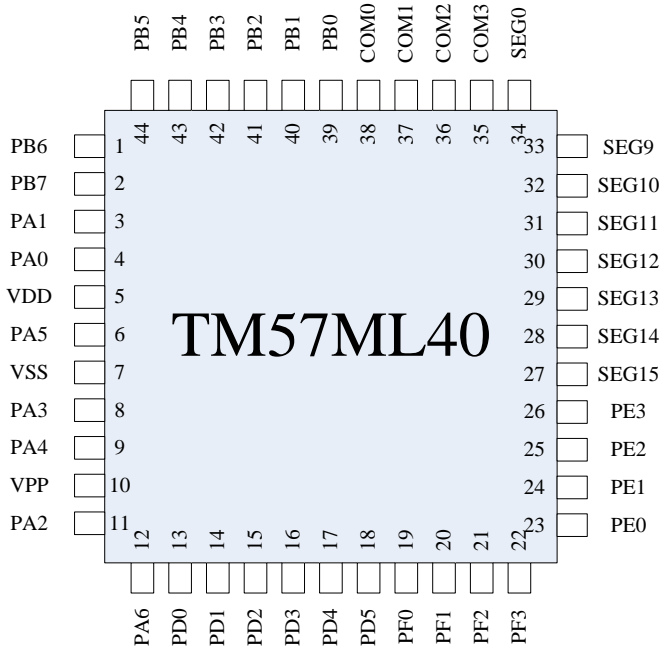 PB5 PB4 PB3 PB2 PB1 PB0 COM0 COM1 COM2 COM3 SEG0
44 43 42 41 40 39 38 37 36 35 34
PB6 1 33 SEG9
PB7 2 32 SEG10
PA1 3 31 SEG11
PA0 4 30 SEG12
VDD 5 29 SEG13
PA5 6 28 SEG14
VSS 7 27 SEG15
PA3 8 26 PE3
PA4 9 25 PE2
VPP 10 24 PE1
PA2 11 23 PE0
TM57ML40
12 13 14 15 16 17 18 19 20 21 22
PA6 PD0 PD1 PD2 PD3 PD4 PD5 PF0 PF1 PF2 PF3